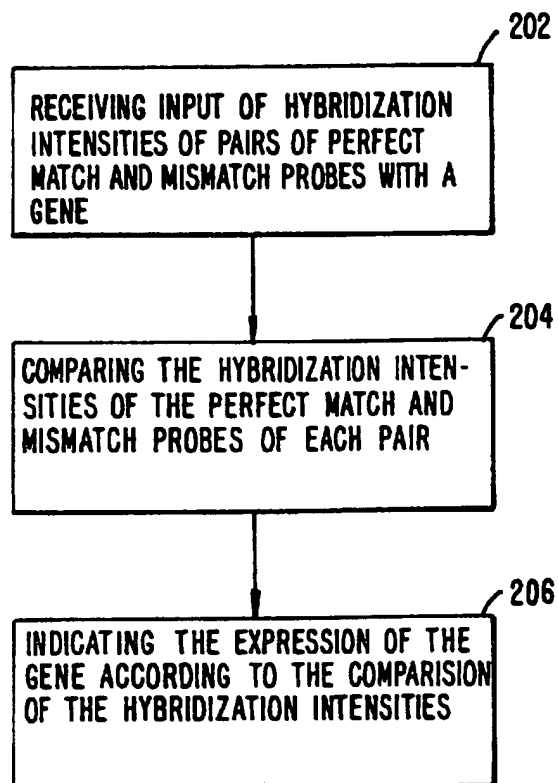 202
RECEIVING INPUT OF HYBRIDIZATION
INTENSITIES OF PAIRS OF PERFECT
MATCH AND MISMATCH PROBES WITH A
GENE
204
COMPARING THE HYBRIDIZATION INTEN-
SITIES OF THE PERFECT MATCH AND
MISMATCH PROBES OF EACH PAIR
206
INDICATING THE EXPRESSION OF THE
GENE ACCORDING TO THE COMPARISION
OF THE HYBRIDIZATION INTENSITIES